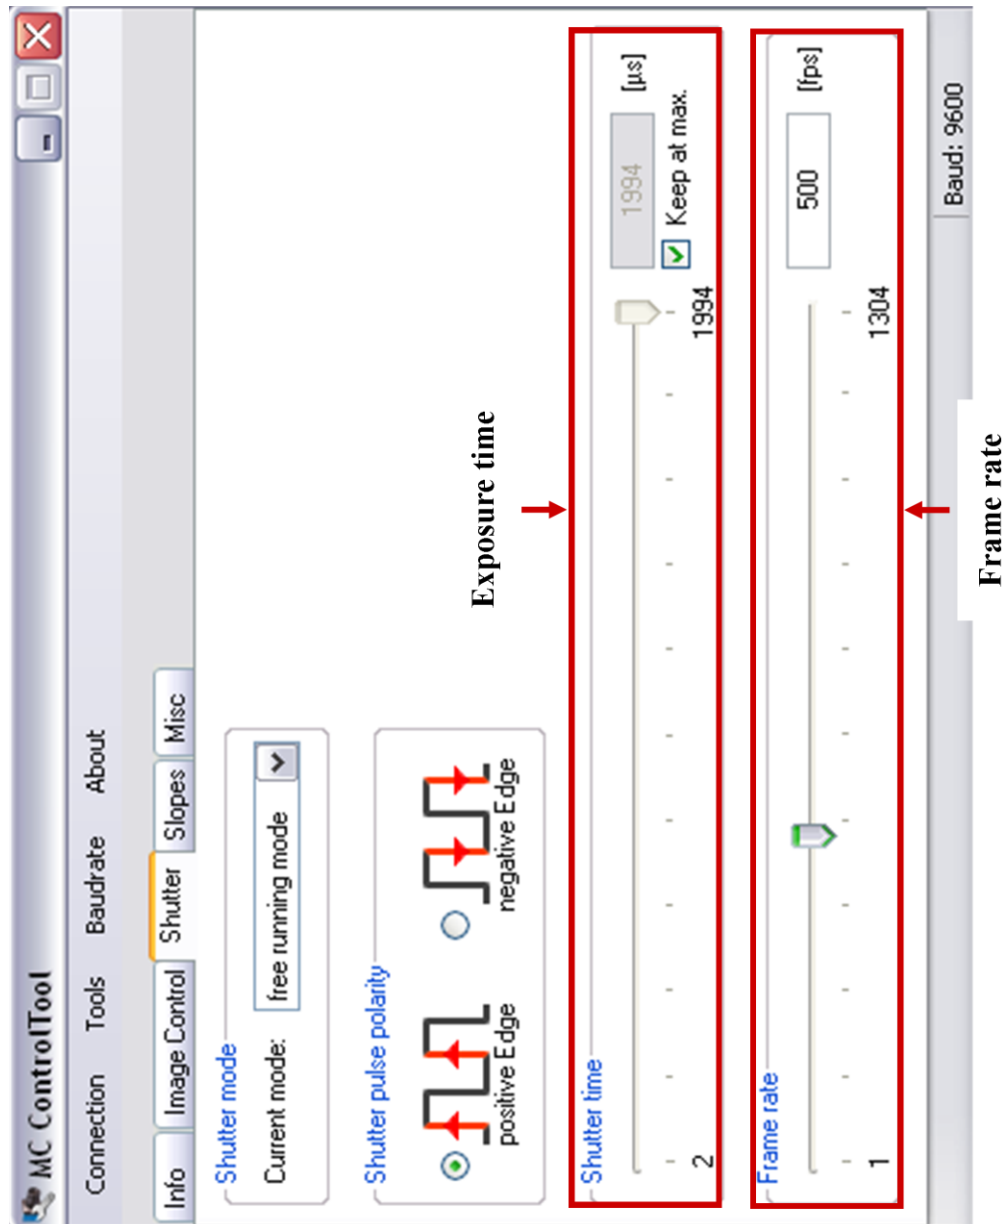 MC ControlTool
Connection Tools Baudrate About
Info Image Control Shutter Slopes Misc
Shutter mode
Current mode: free running mode
Shutter pulse polarity
positive Edge negative Edge
Exposure time
Shutter time
1994 [µs]
Keep at max.
2 1994
Frame rate
500 [fps]
1 1304
Baud: 9600
Frame rate